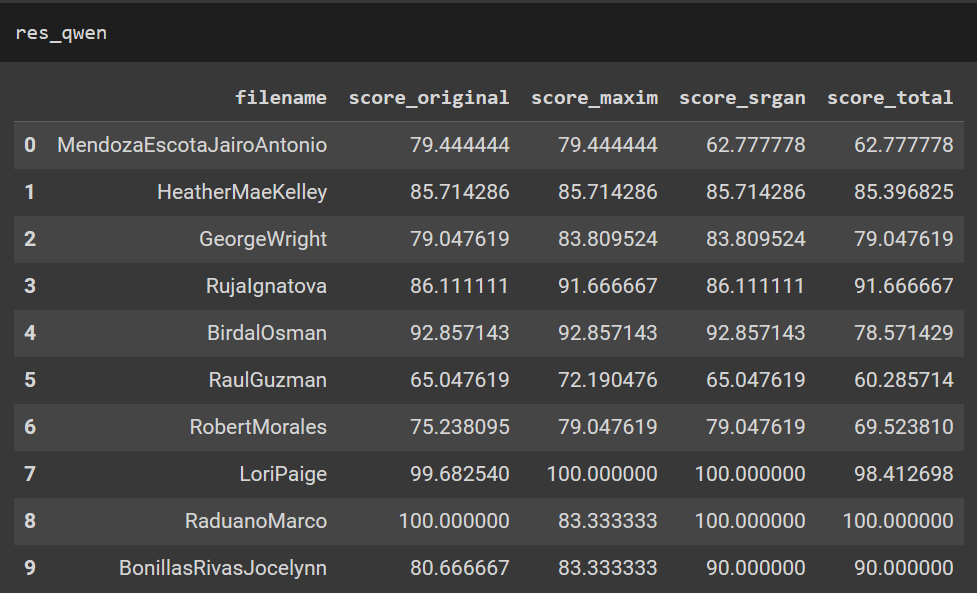 res_qwen
filename score_original score_maxim score_srgan score_total
0 MendozaEscotaJairoAntonio 79.444444 79.444444 62.777778 62.777778
1 HeatherMaeKelley 85.714286 85.714286 85.714286 85.396825
2 GeorgeWright 79.047619 83.809524 83.809524 79.047619
3 RujaIgnatova 86.111111 91.666667 86.111111 91.666667
4 BirdalOsman 92.857143 92.857143 92.857143 78.571429
5 RaulGuzman 65.047619 72.190476 65.047619 60.285714
6 RobertMorales 75.238095 79.047619 79.047619 69.523810
7 LoriPaige 99.682540 100.000000 100.000000 98.412698
8 RaduanoMarco 100.000000 83.333333 100.000000 100.000000
9 BonillasRivasJocelynn 80.666667 83.333333 90.000000 90.000000